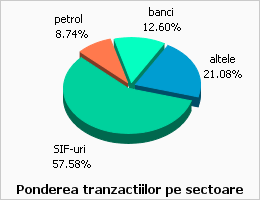 banci
12.60%
petrol
8.74%
altele
21.08%
SIF-uri
57.58%
Ponderea tranzactiilor pe sectoare